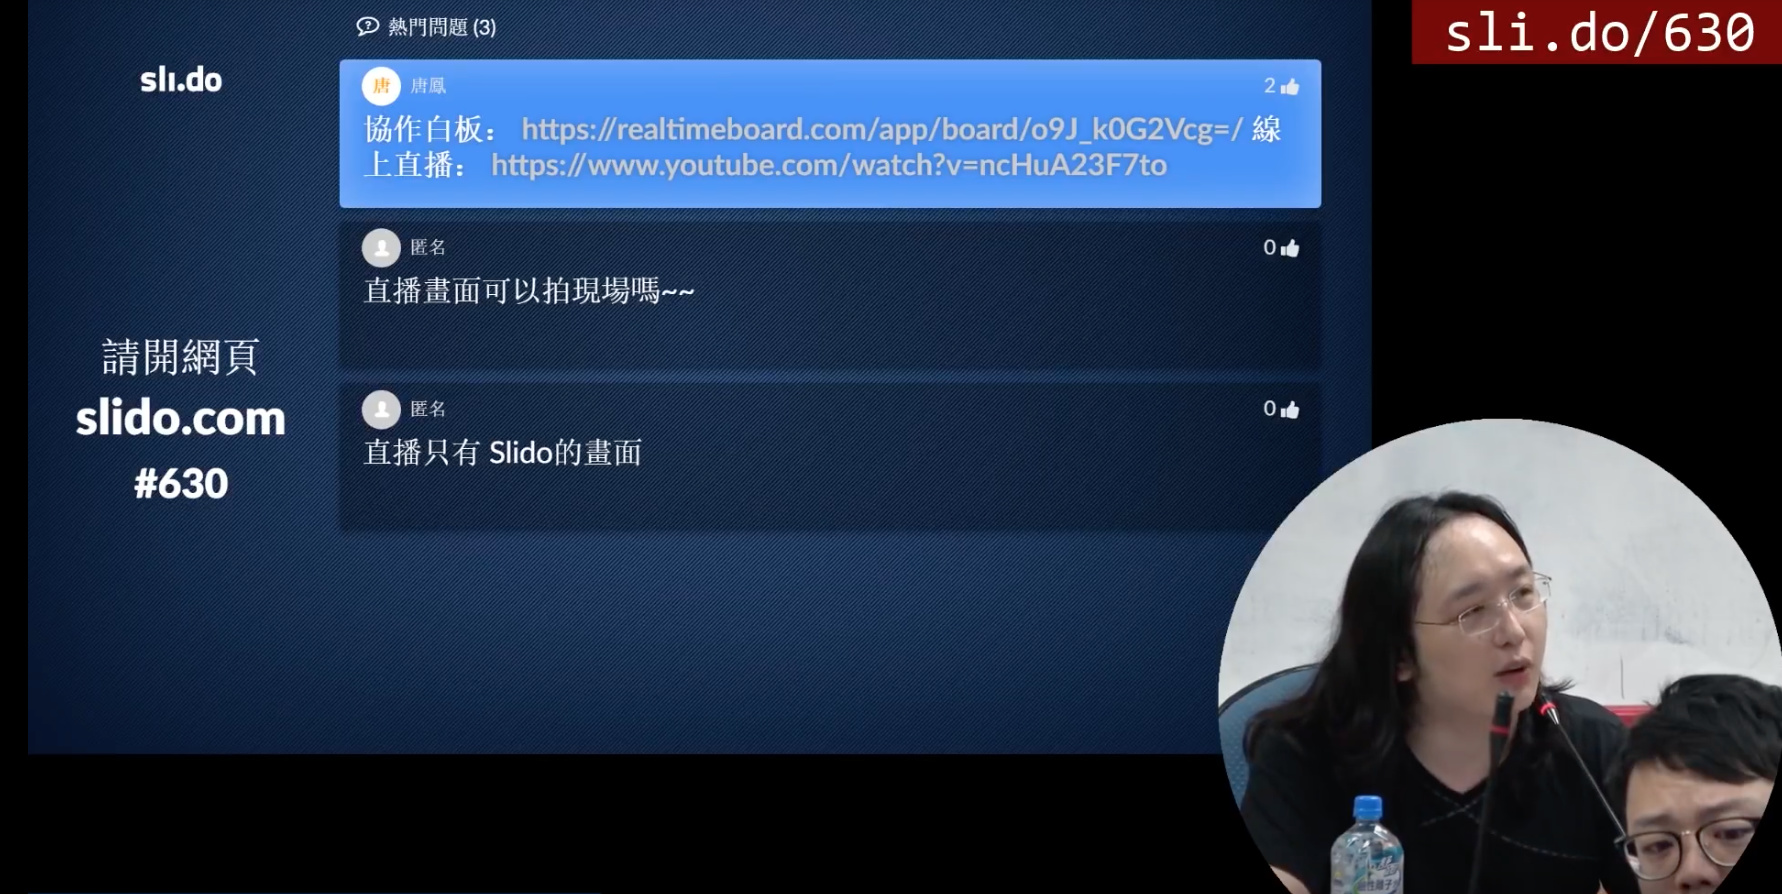 熱門問題 (3)
sli.do/630
sli.do
唐 唐鳳 2
協作白板： https://realtimeboard.com/app/board/o9J_k0G2Vcg=/ 線
上直播： https://www.youtube.com/watch?v=ncHuA23F7to
匿名 0
直播畫面可以拍現場嗎~~
請開網頁
slido.com
#630
匿名 0
直播只有 Slido的畫面